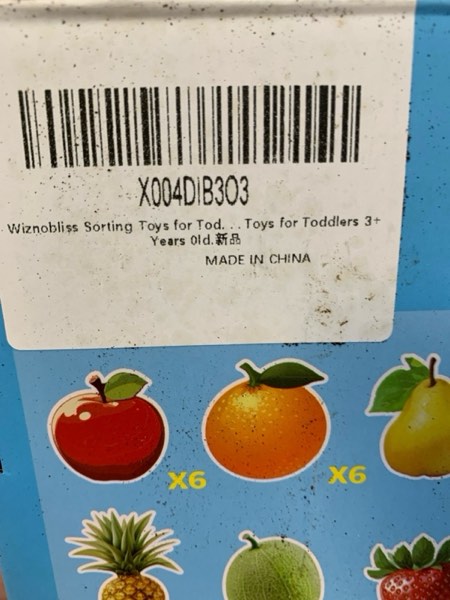 X004DIB3O3
Wiznobliss Sorting Toys for Tod. . . Toys for Toddlers 3+
Years Old.新品
MADE IN CHINA
X6
X6